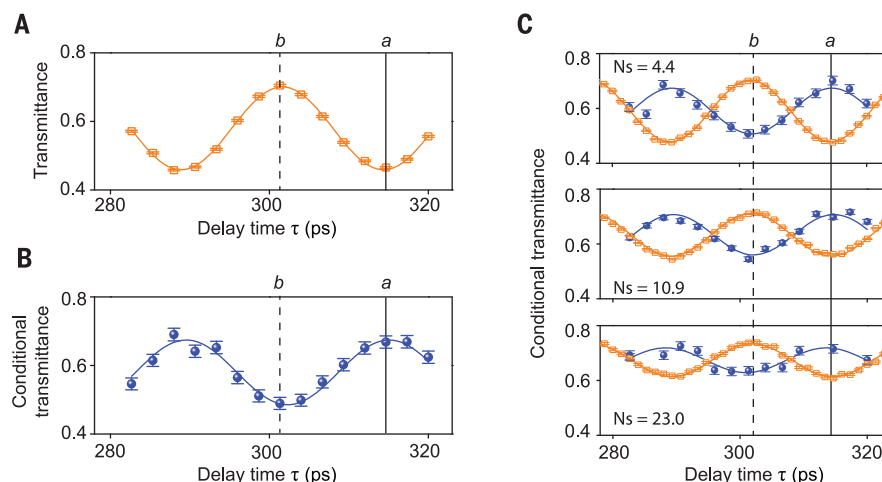 A
b
a
0.8
0.6
0.4
Transmittance
280
300
320
Delay time τ (ps)
B
b
a
0.8
0.6
0.4
Conditional
transmittance
280
300
320
Delay time τ (ps)
C
b
a
Ns = 4.4
0.8
0.6
0.4
Ns = 10.9
0.8
0.6
0.4
Ns = 23.0
0.8
0.6
0.4
Conditional transmittance
280
300
320
Delay time τ (ps)